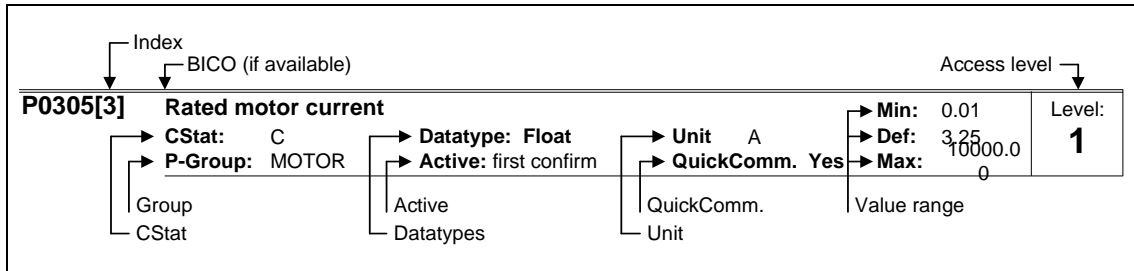 Index
BICO (if available)
Access level
P0305[3] Rated motor current Min: 0.01 Level:
CStat: C Datatype: Float Unit A Def: 3.25 1
P-Group: MOTOR Active: first confirm QuickComm. Yes Max: 10000.0
0
Group Active QuickComm. Value range
CStat Datatypes Unit